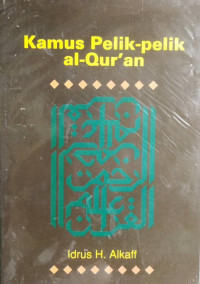 Kamus Pelik-pelik
al-Qur'an
Idrus H. Alkaff